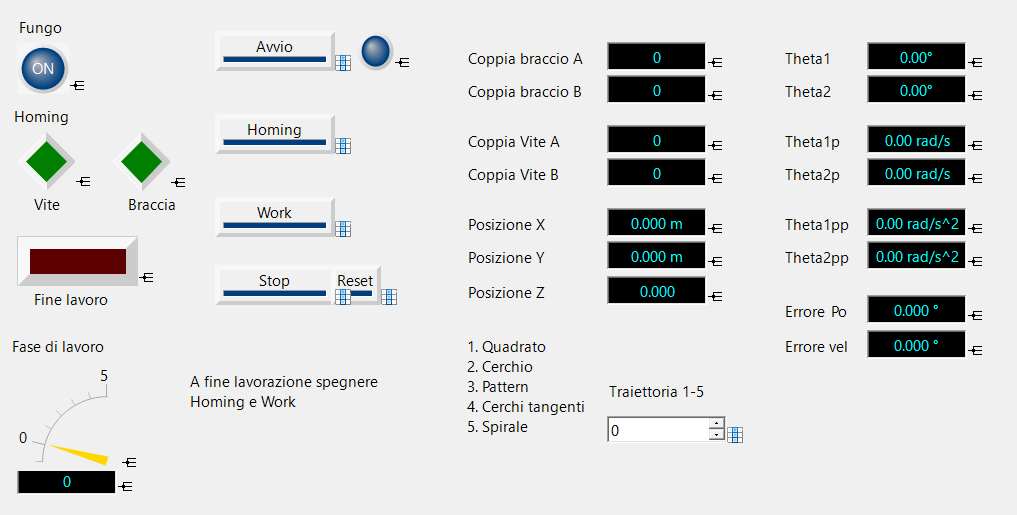 Fungo
ON
Homing
Vite
Braccia
Fine lavoro
Fase di lavoro
5
0
0
Avvio
Homing
Work
Stop
Reset
A fine lavorazione spegnere
Homing e Work
Coppia braccio A 0
Coppia braccio B 0
Coppia Vite A 0
Coppia Vite B 0
Posizione X 0.000 m
Posizione Y 0.000 m
Posizione Z 0.000
1. Quadrato
2. Cerchio
3. Pattern
4. Cerchi tangenti
5. Spirale
Traiettoria 1-5
0
Theta1 0.00°
Theta2 0.00°
Theta1p 0.00 rad/s
Theta2p 0.00 rad/s
Theta1pp 0.00 rad/s^2
Theta2pp 0.00 rad/s^2
Errore Po 0.000 °
Errore vel 0.000 °